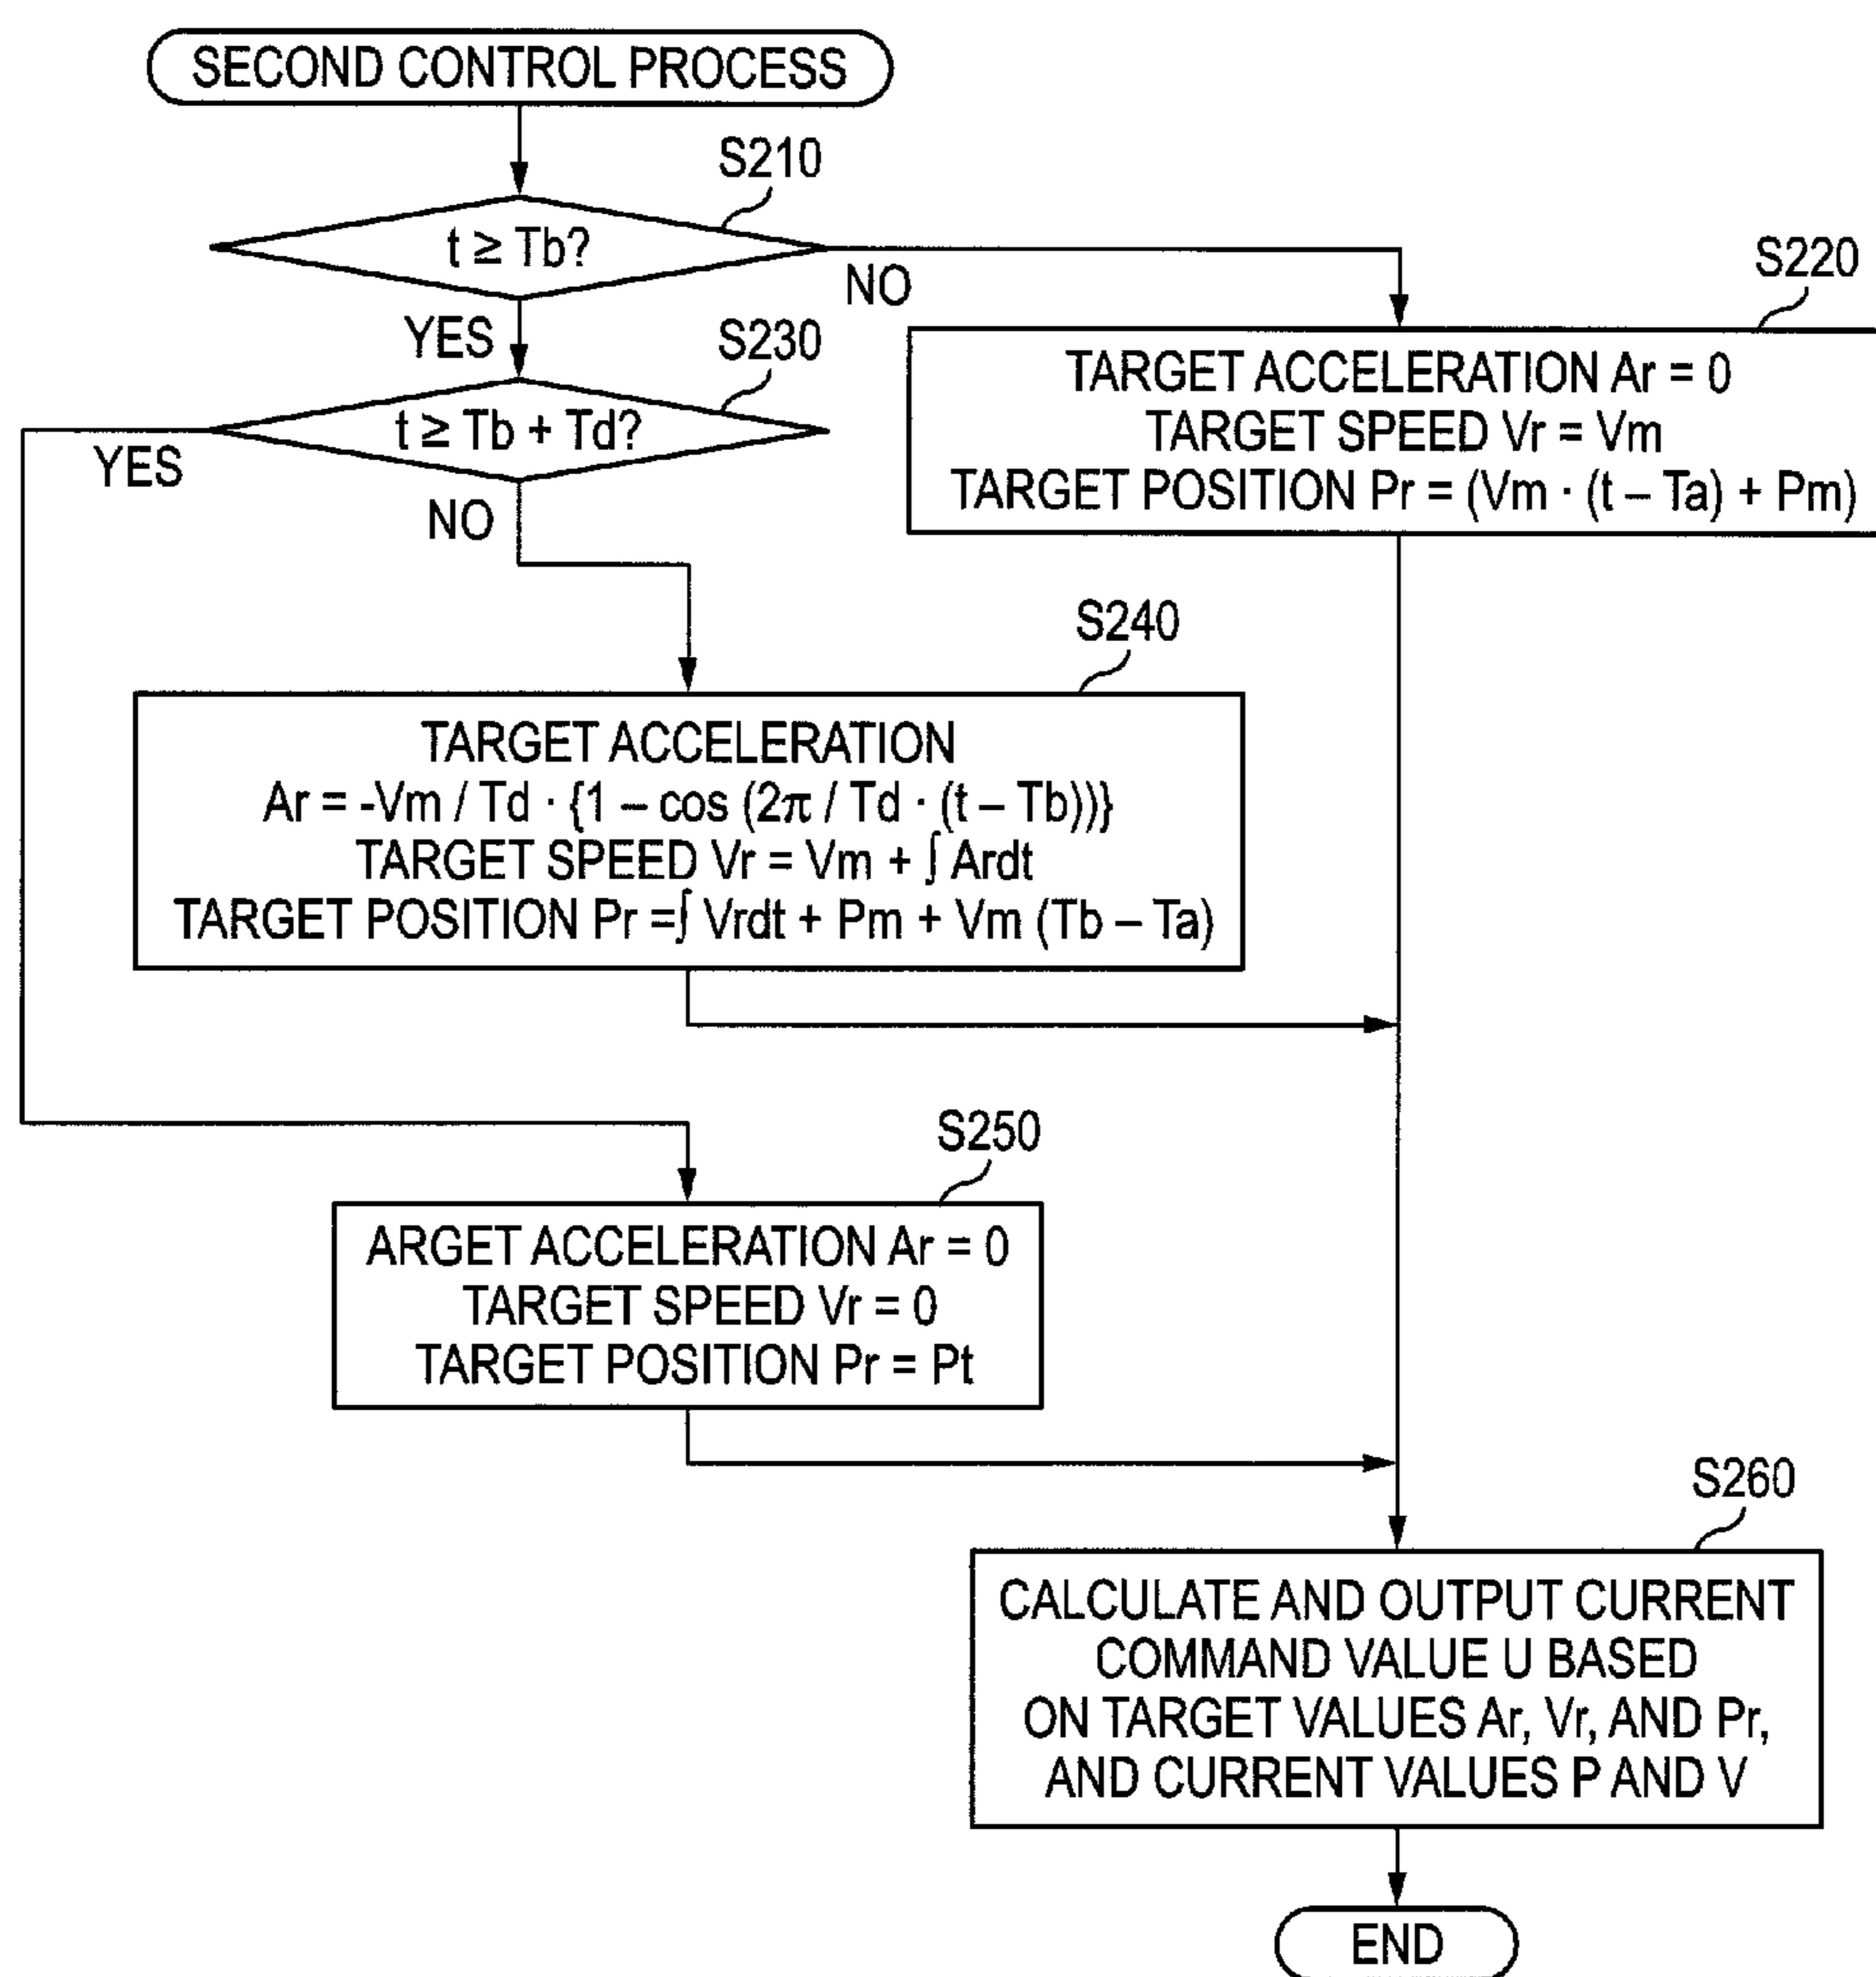 SECOND CONTROL PROCESS
S210
t ≥ Tb?
NO
YES
S220
TARGET ACCELERATION Ar = 0
TARGET SPEED Vr = Vm
TARGET POSITION Pr = (Vm · (t – Ta) + Pm)
S230
t ≥ Tb + Td?
YES
NO
S240
TARGET ACCELERATION
Ar = -Vm / Td · {1 – cos (2π / Td · (t – Tb))}
TARGET SPEED Vr = Vm + ∫ Ardt
TARGET POSITION Pr =∫ Vrdt + Pm + Vm (Tb – Ta)
S250
ARGET ACCELERATION Ar = 0
TARGET SPEED Vr = 0
TARGET POSITION Pr = Pt
S260
CALCULATE AND OUTPUT CURRENT
COMMAND VALUE U BASED
ON TARGET VALUES Ar, Vr, AND Pr,
AND CURRENT VALUES P AND V
END